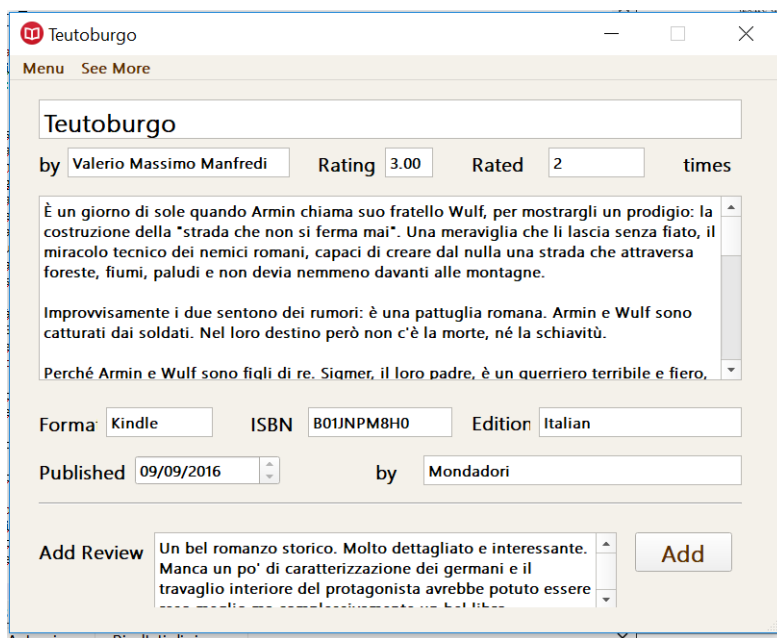 Teutoburgo
Menu See More
Teutoburgo
by Valerio Massimo Manfredi Rating 3.00 Rated 2 times
È un giorno di sole quando Armin chiama suo fratello Wulf, per mostrargli un prodigio: la
costruzione della "strada che non si ferma mai". Una meraviglia che li lascia senza fiato, il
miracolo tecnico dei nemici romani, capaci di creare dal nulla una strada che attraversa
foreste, fiumi, paludi e non devia nemmeno davanti alle montagne.
Improvvisamente i due sentono dei rumori: è una pattuglia romana. Armin e Wulf sono
catturati dai soldati. Nel loro destino però non c'è la morte, né la schiavitù.
Perché Armin e Wulf sono figli di re. Sigmer, il loro padre, è un guerriero terribile e fiero,
Forma Kindle ISBN B01JNPM8H0 Edition Italian
Published 09/09/2016 by Mondadori
Add Review Un bel romanzo storico. Molto dettagliato e interessante. Add
Manca un po' di caratterizzazione dei germani e il
travaglio interiore del protagonista avrebbe potuto essere